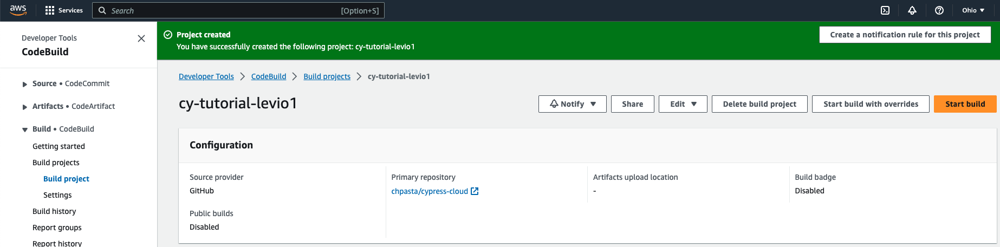 aws
Services
Search
[Option+S]
Ohio
Developer Tools
CodeBuild
Source • CodeCommit
Artifacts • CodeArtifact
Build • CodeBuild
Getting started
Build projects
Build project
Settings
Build history
Report groups
Report history
Project created
You have successfully created the following project: cy-tutorial-levio1
Create a notification rule for this project
Developer Tools
CodeBuild
Build projects
cy-tutorial-levio1
cy-tutorial-levio1
Notify
Share
Edit
Delete build project
Start build with overrides
Start build
Configuration
Source provider
GitHub
Primary repository
chpasta/cypress-cloud
Artifacts upload location
-
Build badge
Disabled
Public builds
Disabled